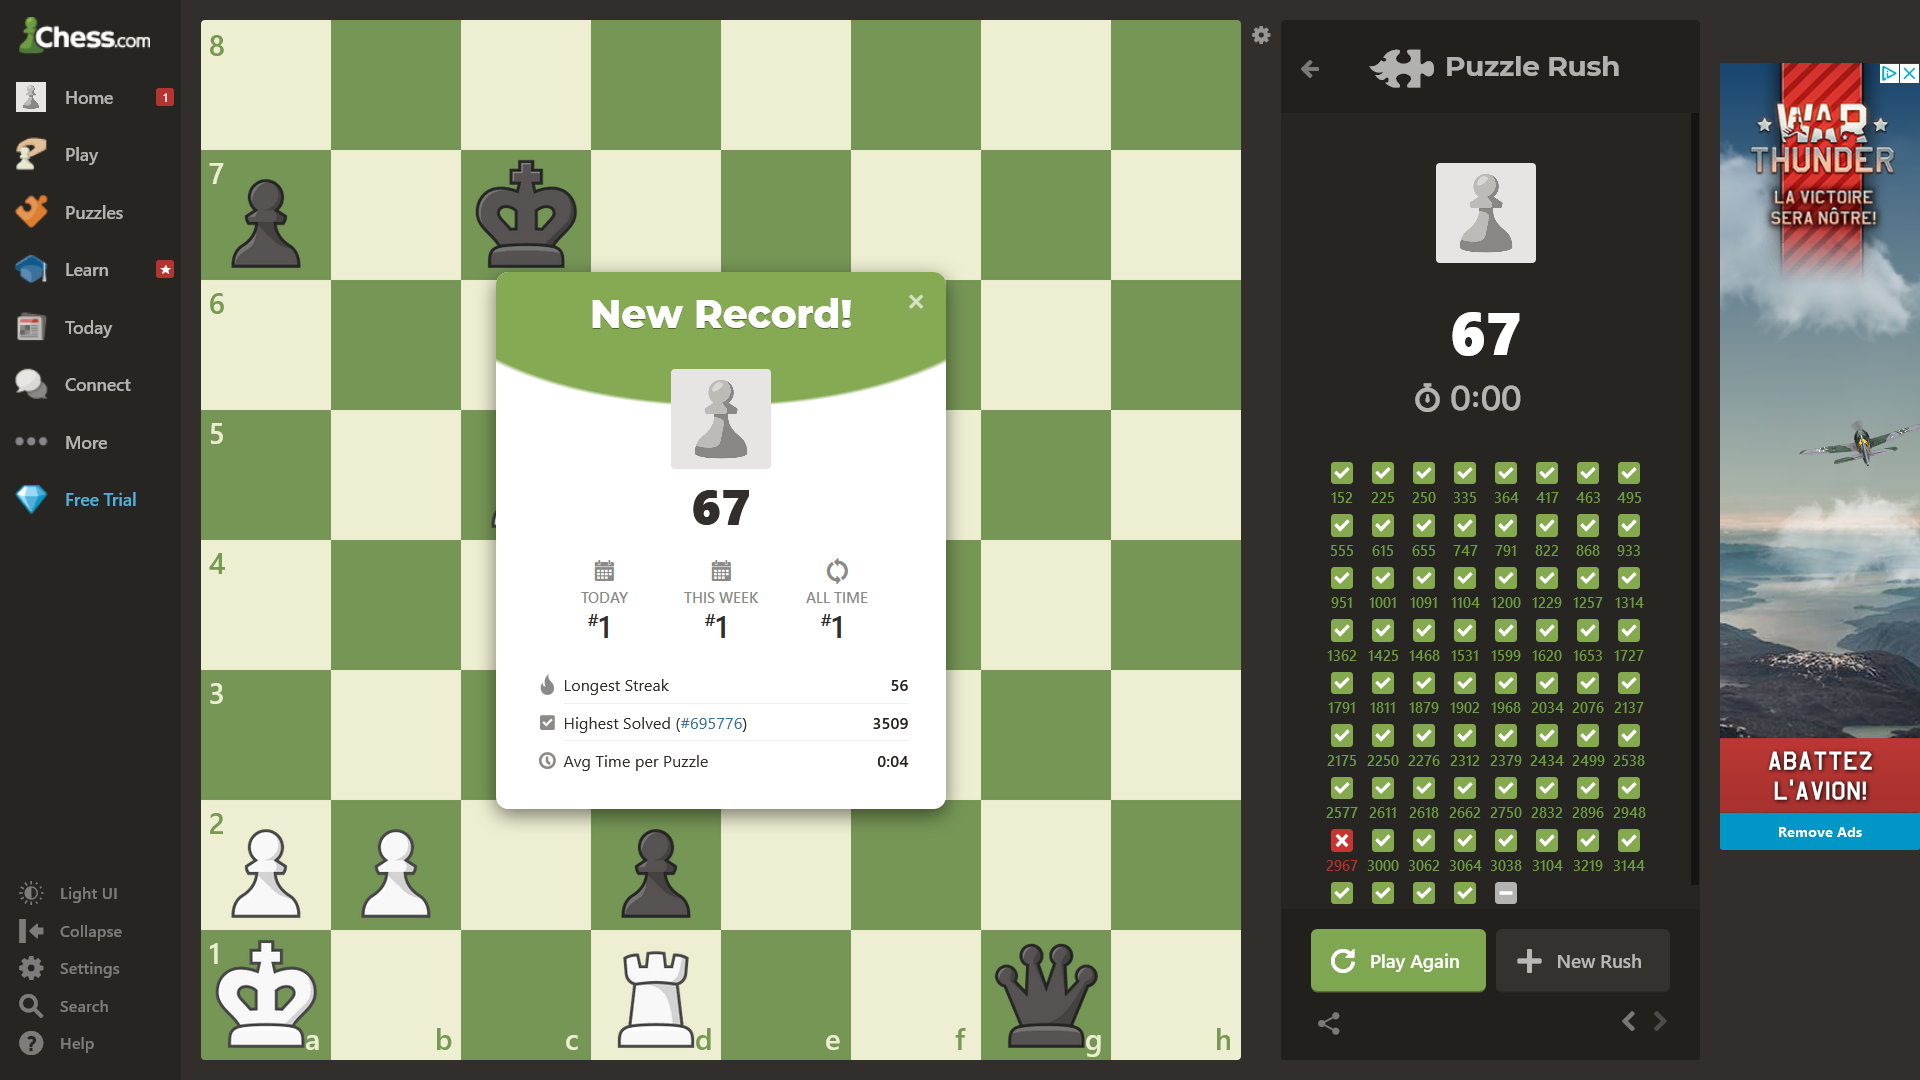 Chess.com
Home
1
Play
Puzzles
Learn
Today
Connect
More
Free Trial
Light UI
Collapse
Settings
Search
Help
8
7
6
5
4
3
2
1
a
b
c
d
e
f
g
h
New Record!
67
TODAY
THIS WEEK
ALL TIME
#1
#1
#1
Longest Streak
56
Highest Solved (#695776)
3509
Avg Time per Puzzle
0:04
Puzzle Rush
67
0:00
152 225 250 335 364 417 463 495
555 615 655 747 791 822 868 933
951 1001 1091 1104 1200 1229 1257 1314
1362 1425 1468 1531 1599 1620 1653 1727
1791 1811 1879 1902 1968 2034 2076 2137
2175 2250 2276 2312 2379 2434 2499 2538
2577 2611 2618 2662 2750 2832 2896 2948
2967 3000 3062 3064 3038 3104 3219 3144
Play Again
New Rush
WAR
THUNDER
LA VICTOIRE
SERA NÔTRE!
ABATTEZ
L'AVION!
Remove Ads